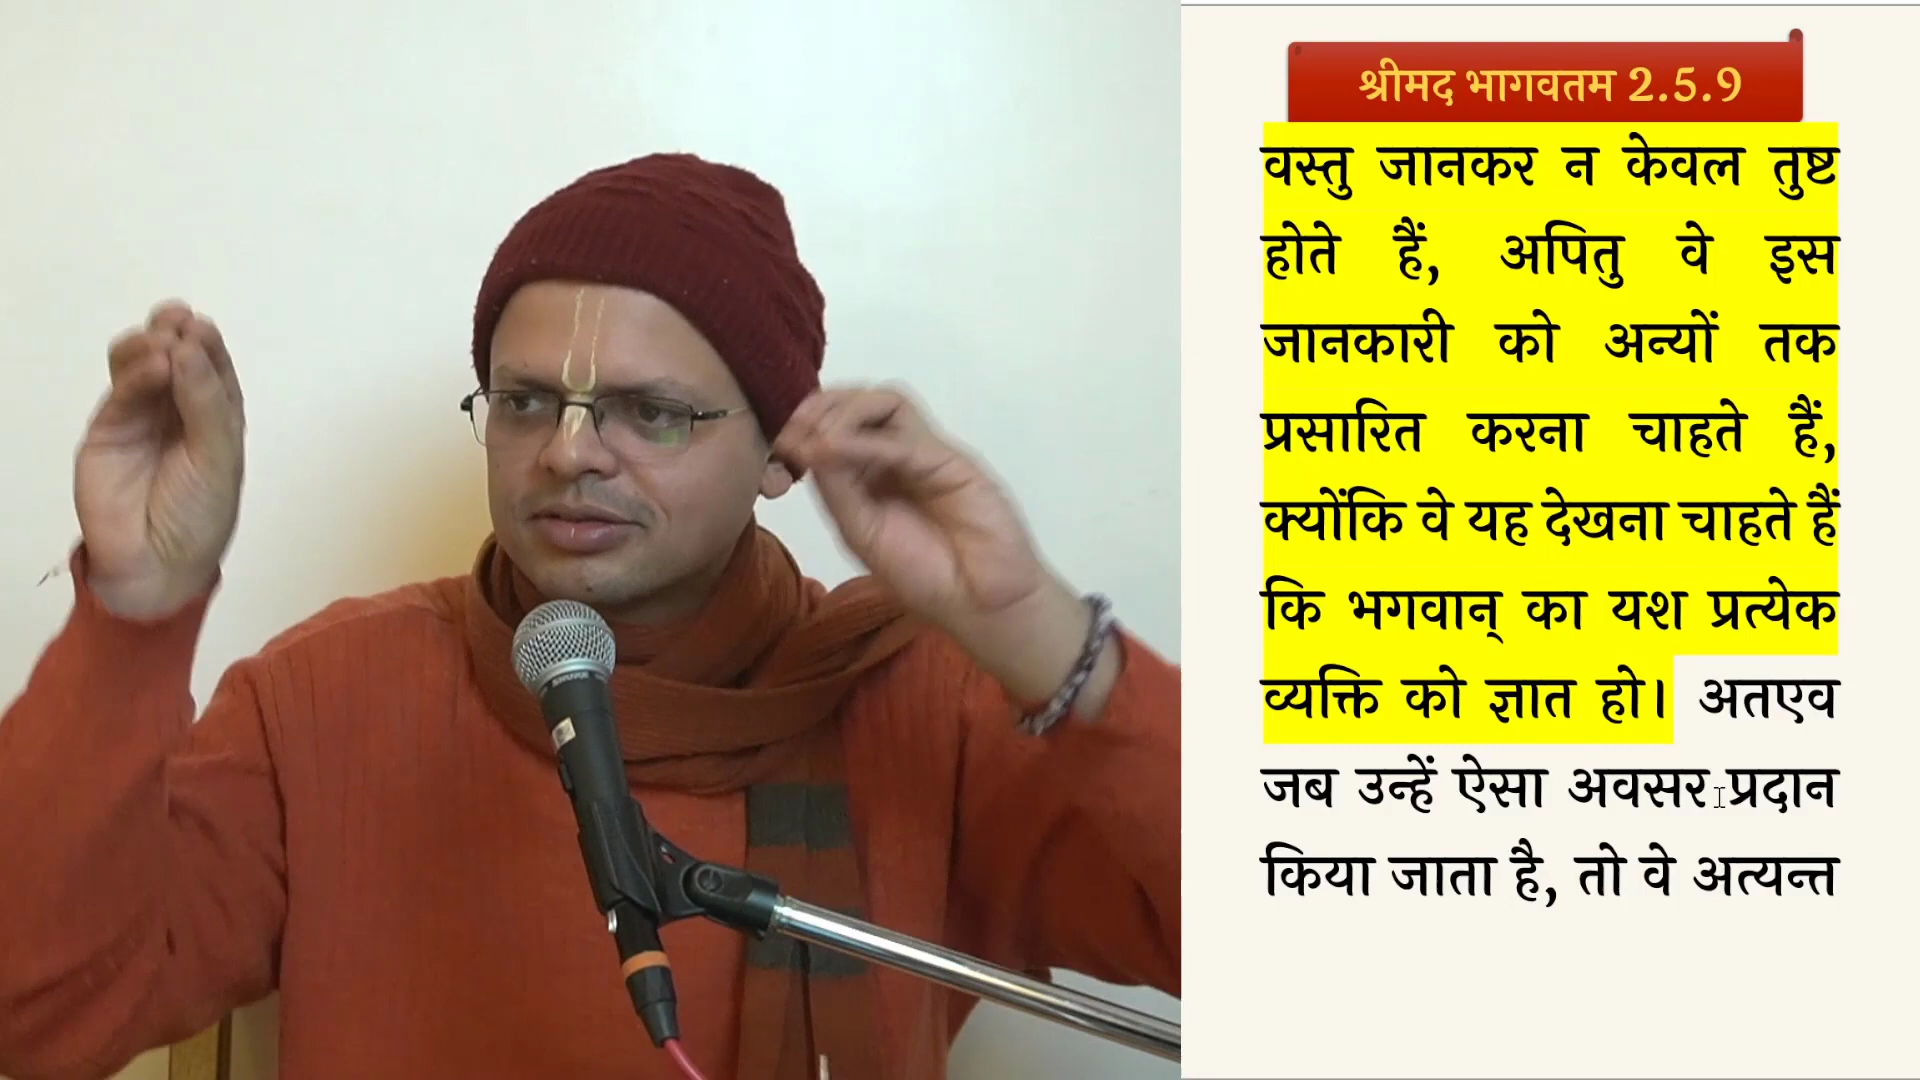 श्रीमद भागवतम 2.5.9
वस्तु जानकर न केवल तुष्ट
होते हैं, अपितु वे इस
जानकारी को अन्यों तक
प्रसारित करना चाहते हैं,
क्योंकि वे यह देखना चाहते हैं
कि भगवान् का यश प्रत्येक
व्यक्ति को ज्ञात हो। अतएव
जब उन्हें ऐसा अवसर प्रदान
किया जाता है, तो वे अत्यन्त
SHURE